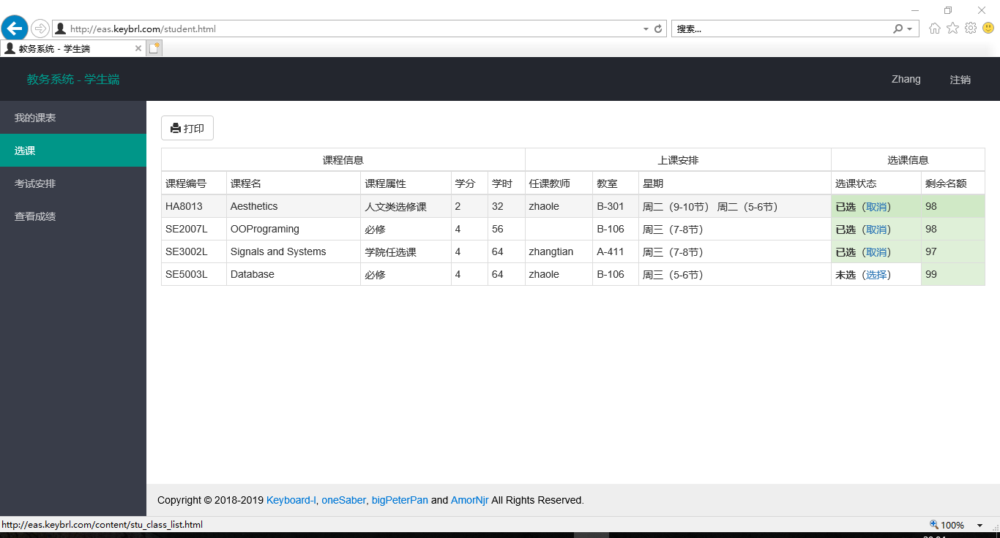 http://eas.keybrl.com/student.html
搜索...
教务系统 - 学生端
教务系统 - 学生端
Zhang
注销
我的课表
选课
考试安排
查看成绩
打印
课程信息 上课安排 选课信息
课程编号 课程名 课程属性 学分 学时 任课教师 教室 星期 选课状态 剩余名额
HA8013 Aesthetics 人文类选修课 2 32 zhaole B-301 周二（9-10节） 周二（5-6节） 已选（取消） 98
SE2007L OOPrograming 必修 4 56 B-106 周三（7-8节） 已选（取消） 98
SE3002L Signals and Systems 学院任选课 4 64 zhangtian A-411 周三（7-8节） 已选（取消） 97
SE5003L Database 必修 4 64 zhaole B-106 周三（5-6节） 未选（选择） 99
Copyright © 2018-2019 Keyboard-I, oneSaber, bigPeterPan and AmorNjr All Rights Reserved.
http://eas.keybrl.com/content/stu_class_list.html
100%